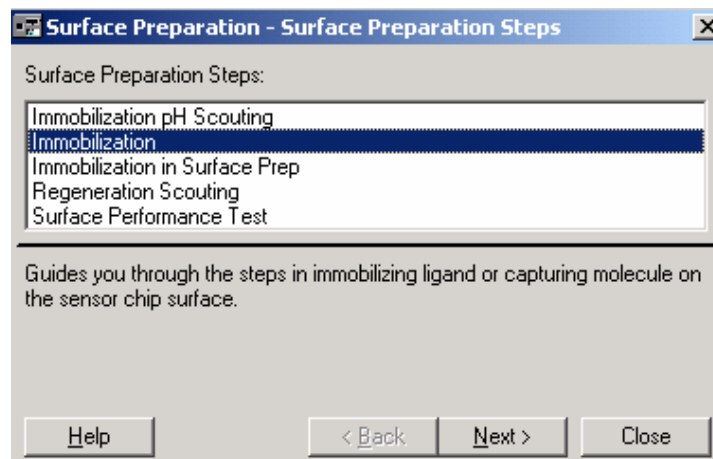 Surface Preparation - Surface Preparation Steps
Surface Preparation Steps:
Immobilization pH Scouting
Immobilization
Immobilization in Surface Prep
Regeneration Scouting
Surface Performance Test
Guides you through the steps in immobilizing ligand or capturing molecule on
the sensor chip surface.
Help < Back Next > Close